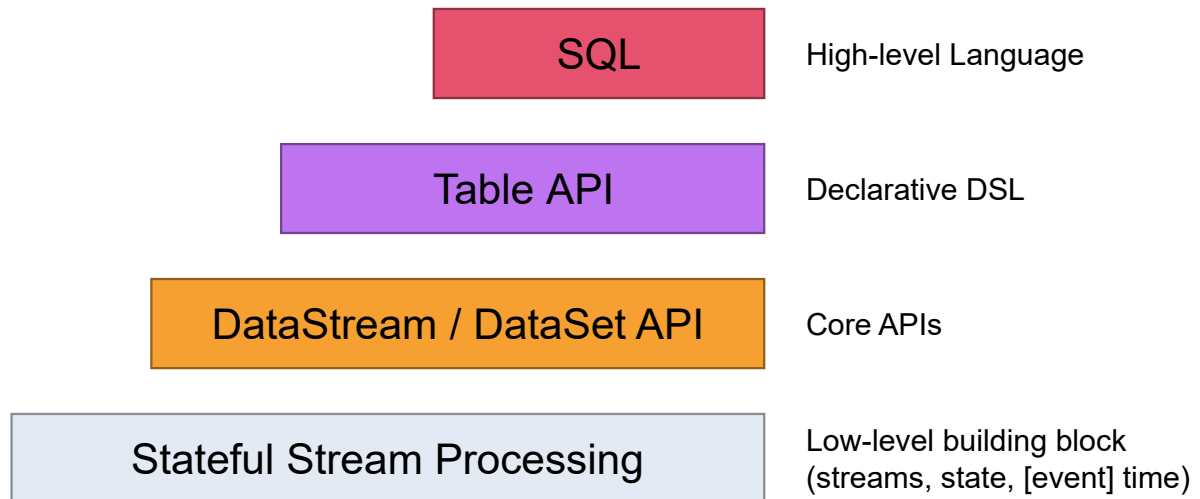 SQL
High-level Language
Table API
Declarative DSL
DataStream / DataSet API
Core APIs
Stateful Stream Processing
Low-level building block
(streams, state, [event] time)